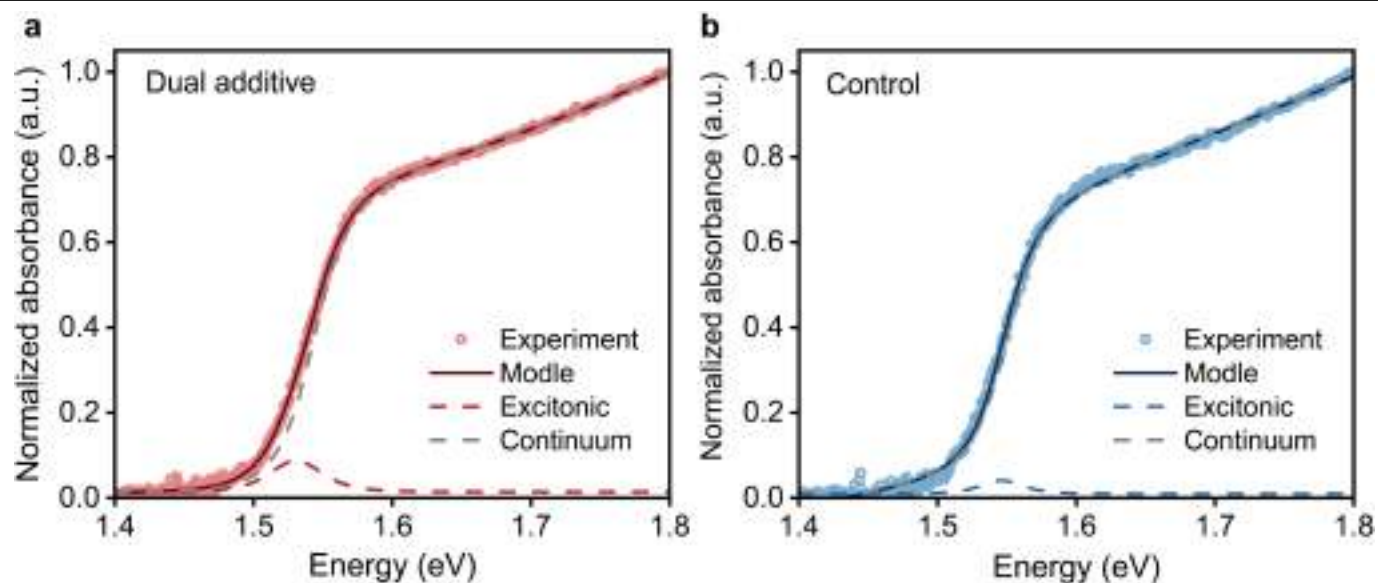 a
Dual additive
Normalized absorbance (a.u.)
1.0
0.8
0.6
0.4
0.2
0.0
Experiment
Modle
Excitonic
Continuum
1.4 1.5 1.6 1.7 1.8
Energy (eV)
b
Control
Normalized absorbance (a.u.)
1.0
0.8
0.6
0.4
0.2
0.0
Experiment
Modle
Excitonic
Continuum
1.4 1.5 1.6 1.7 1.8
Energy (eV)